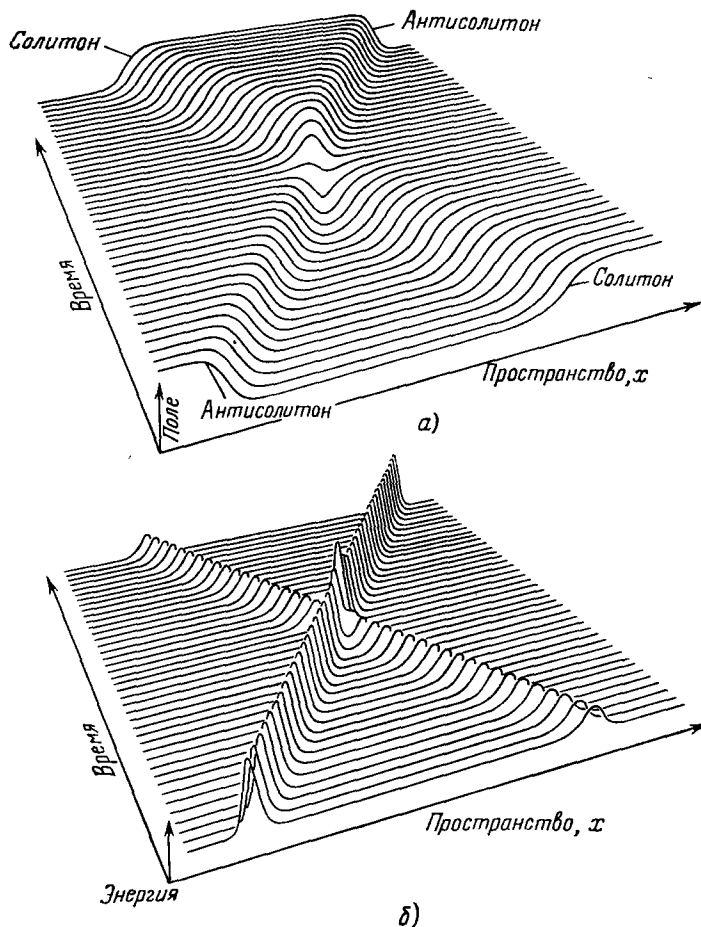 Солитон
Антисолитон
Время
Солитон
Пространство, x
Поле
Антисолитон
а)
Время
Пространство, x
Энергия
б)